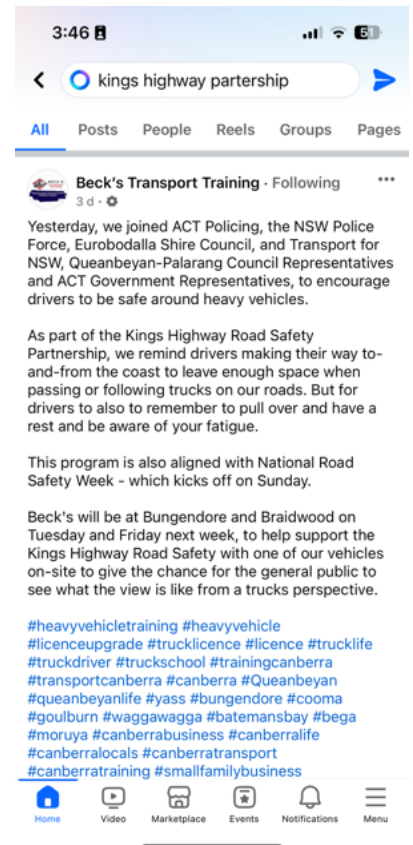 3:46
51
kings highway partership
All Posts People Reels Groups Pages
Beck's Transport Training · Following
3 d ·
Yesterday, we joined ACT Policing, the NSW Police
Force, Eurobodalla Shire Council, and Transport for
NSW, Queanbeyan-Palarang Council Representatives
and ACT Government Representatives, to encourage
drivers to be safe around heavy vehicles.
As part of the Kings Highway Road Safety
Partnership, we remind drivers making their way to-
and-from the coast to leave enough space when
passing or following trucks on our roads. But for
drivers to also to remember to pull over and have a
rest and be aware of your fatigue.
This program is also aligned with National Road
Safety Week - which kicks off on Sunday.
Beck's will be at Bungendore and Braidwood on
Tuesday and Friday next week, to help support the
Kings Highway Road Safety with one of our vehicles
on-site to give the chance for the general public to
see what the view is like from a trucks perspective.
#heavyvehicletraining #heavyvehicle
#licenceupgrade #trucklicence #licence #trucklife
#truckdriver #truckschool #trainingcanberra
#transportcanberra #canberra #Queanbeyan
#queanbeyanlife #yass #bungendore #cooma
#goulburn #waggawagga #batemansbay #bega
#moruya #canberrabusiness #canberralife
#canberralocals #canberratransport
#canberratraining #smallfamilybusiness
Home Video Marketplace Events Notifications Menu